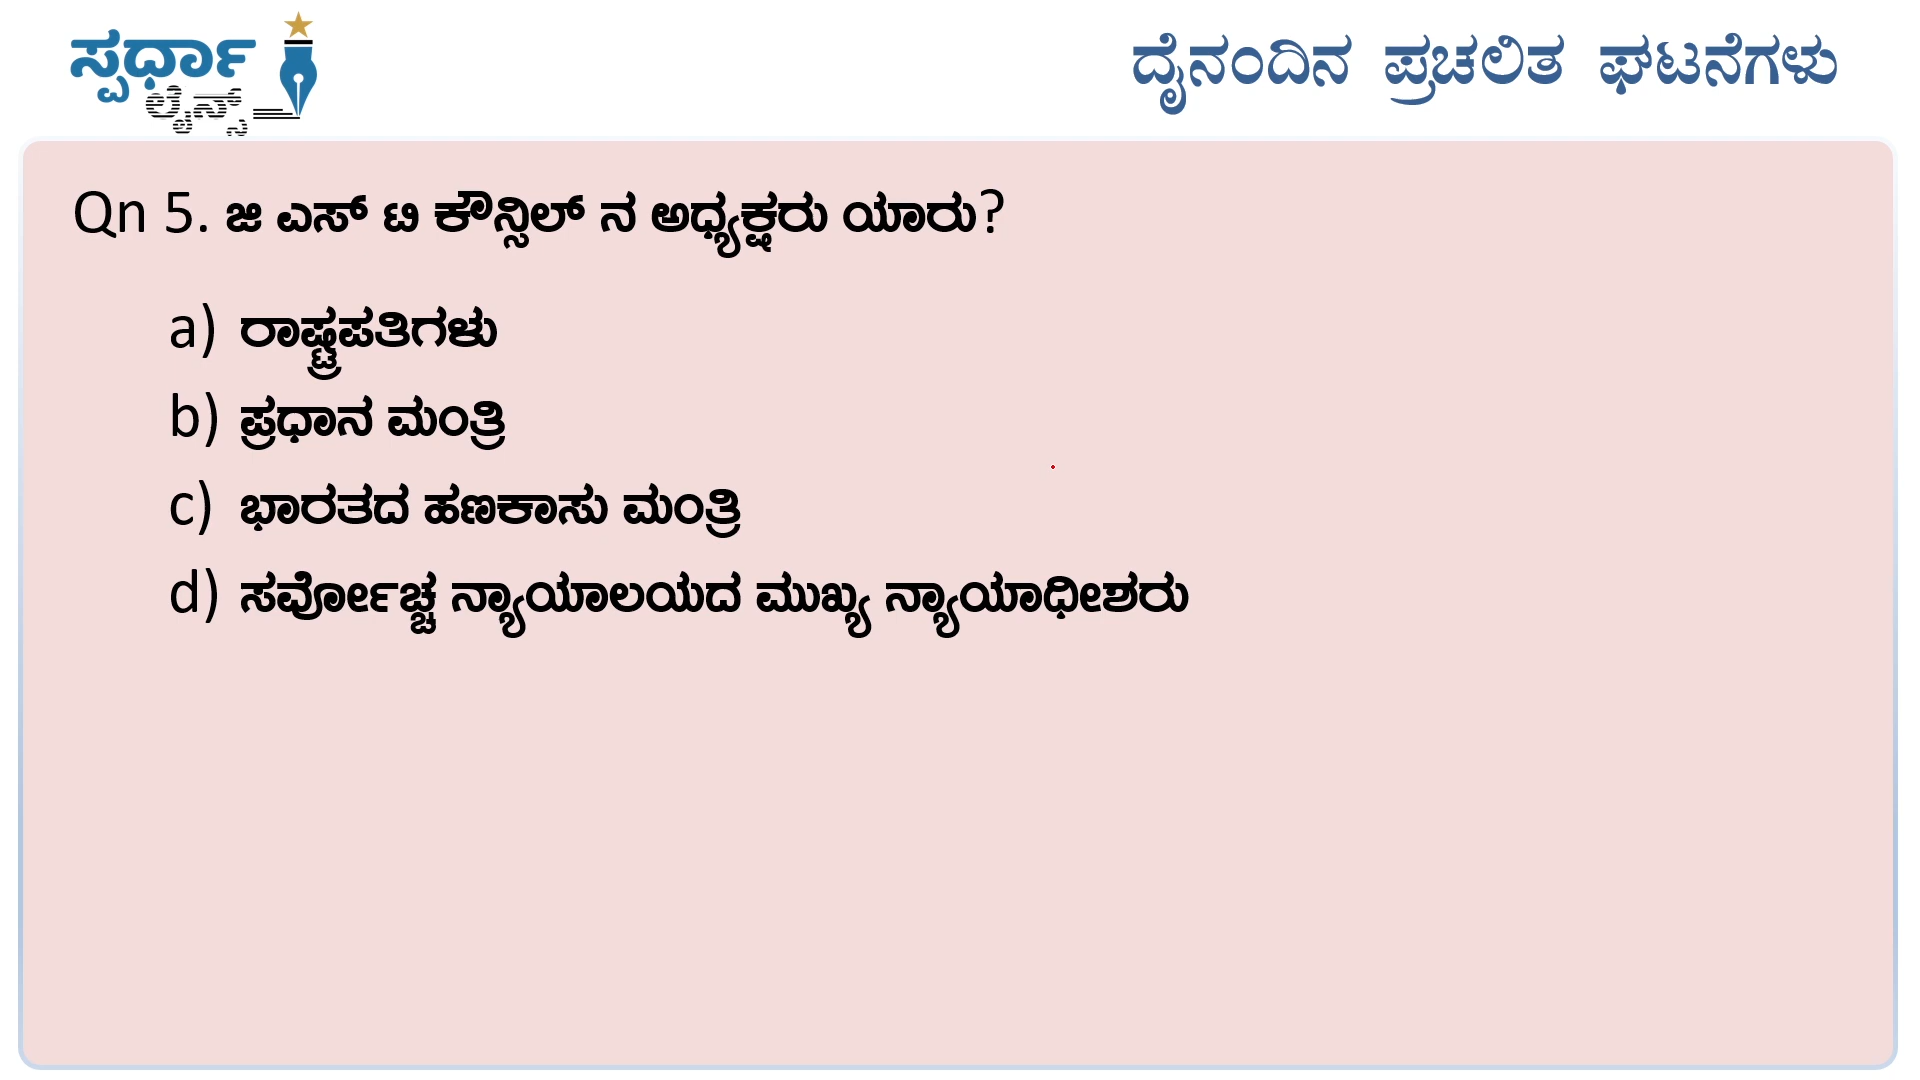 ಸ್ಪರ್ಧಾ
ಲೈನ್ಸ್
ದೈನಂದಿನ ಪ್ರಚಲಿತ ಘಟನೆಗಳು
Qn 5. ಜಿ ಎಸ್ ಟಿ ಕೌನ್ಸಿಲ್ ನ ಅಧ್ಯಕ್ಷರು ಯಾರು?
a) ರಾಷ್ಟ್ರಪತಿಗಳು
b) ಪ್ರಧಾನ ಮಂತ್ರಿ
c) ಭಾರತದ ಹಣಕಾಸು ಮಂತ್ರಿ
d) ಸರ್ವೋಚ್ಚ ನ್ಯಾಯಾಲಯದ ಮುಖ್ಯ ನ್ಯಾಯಾಧೀಶರು